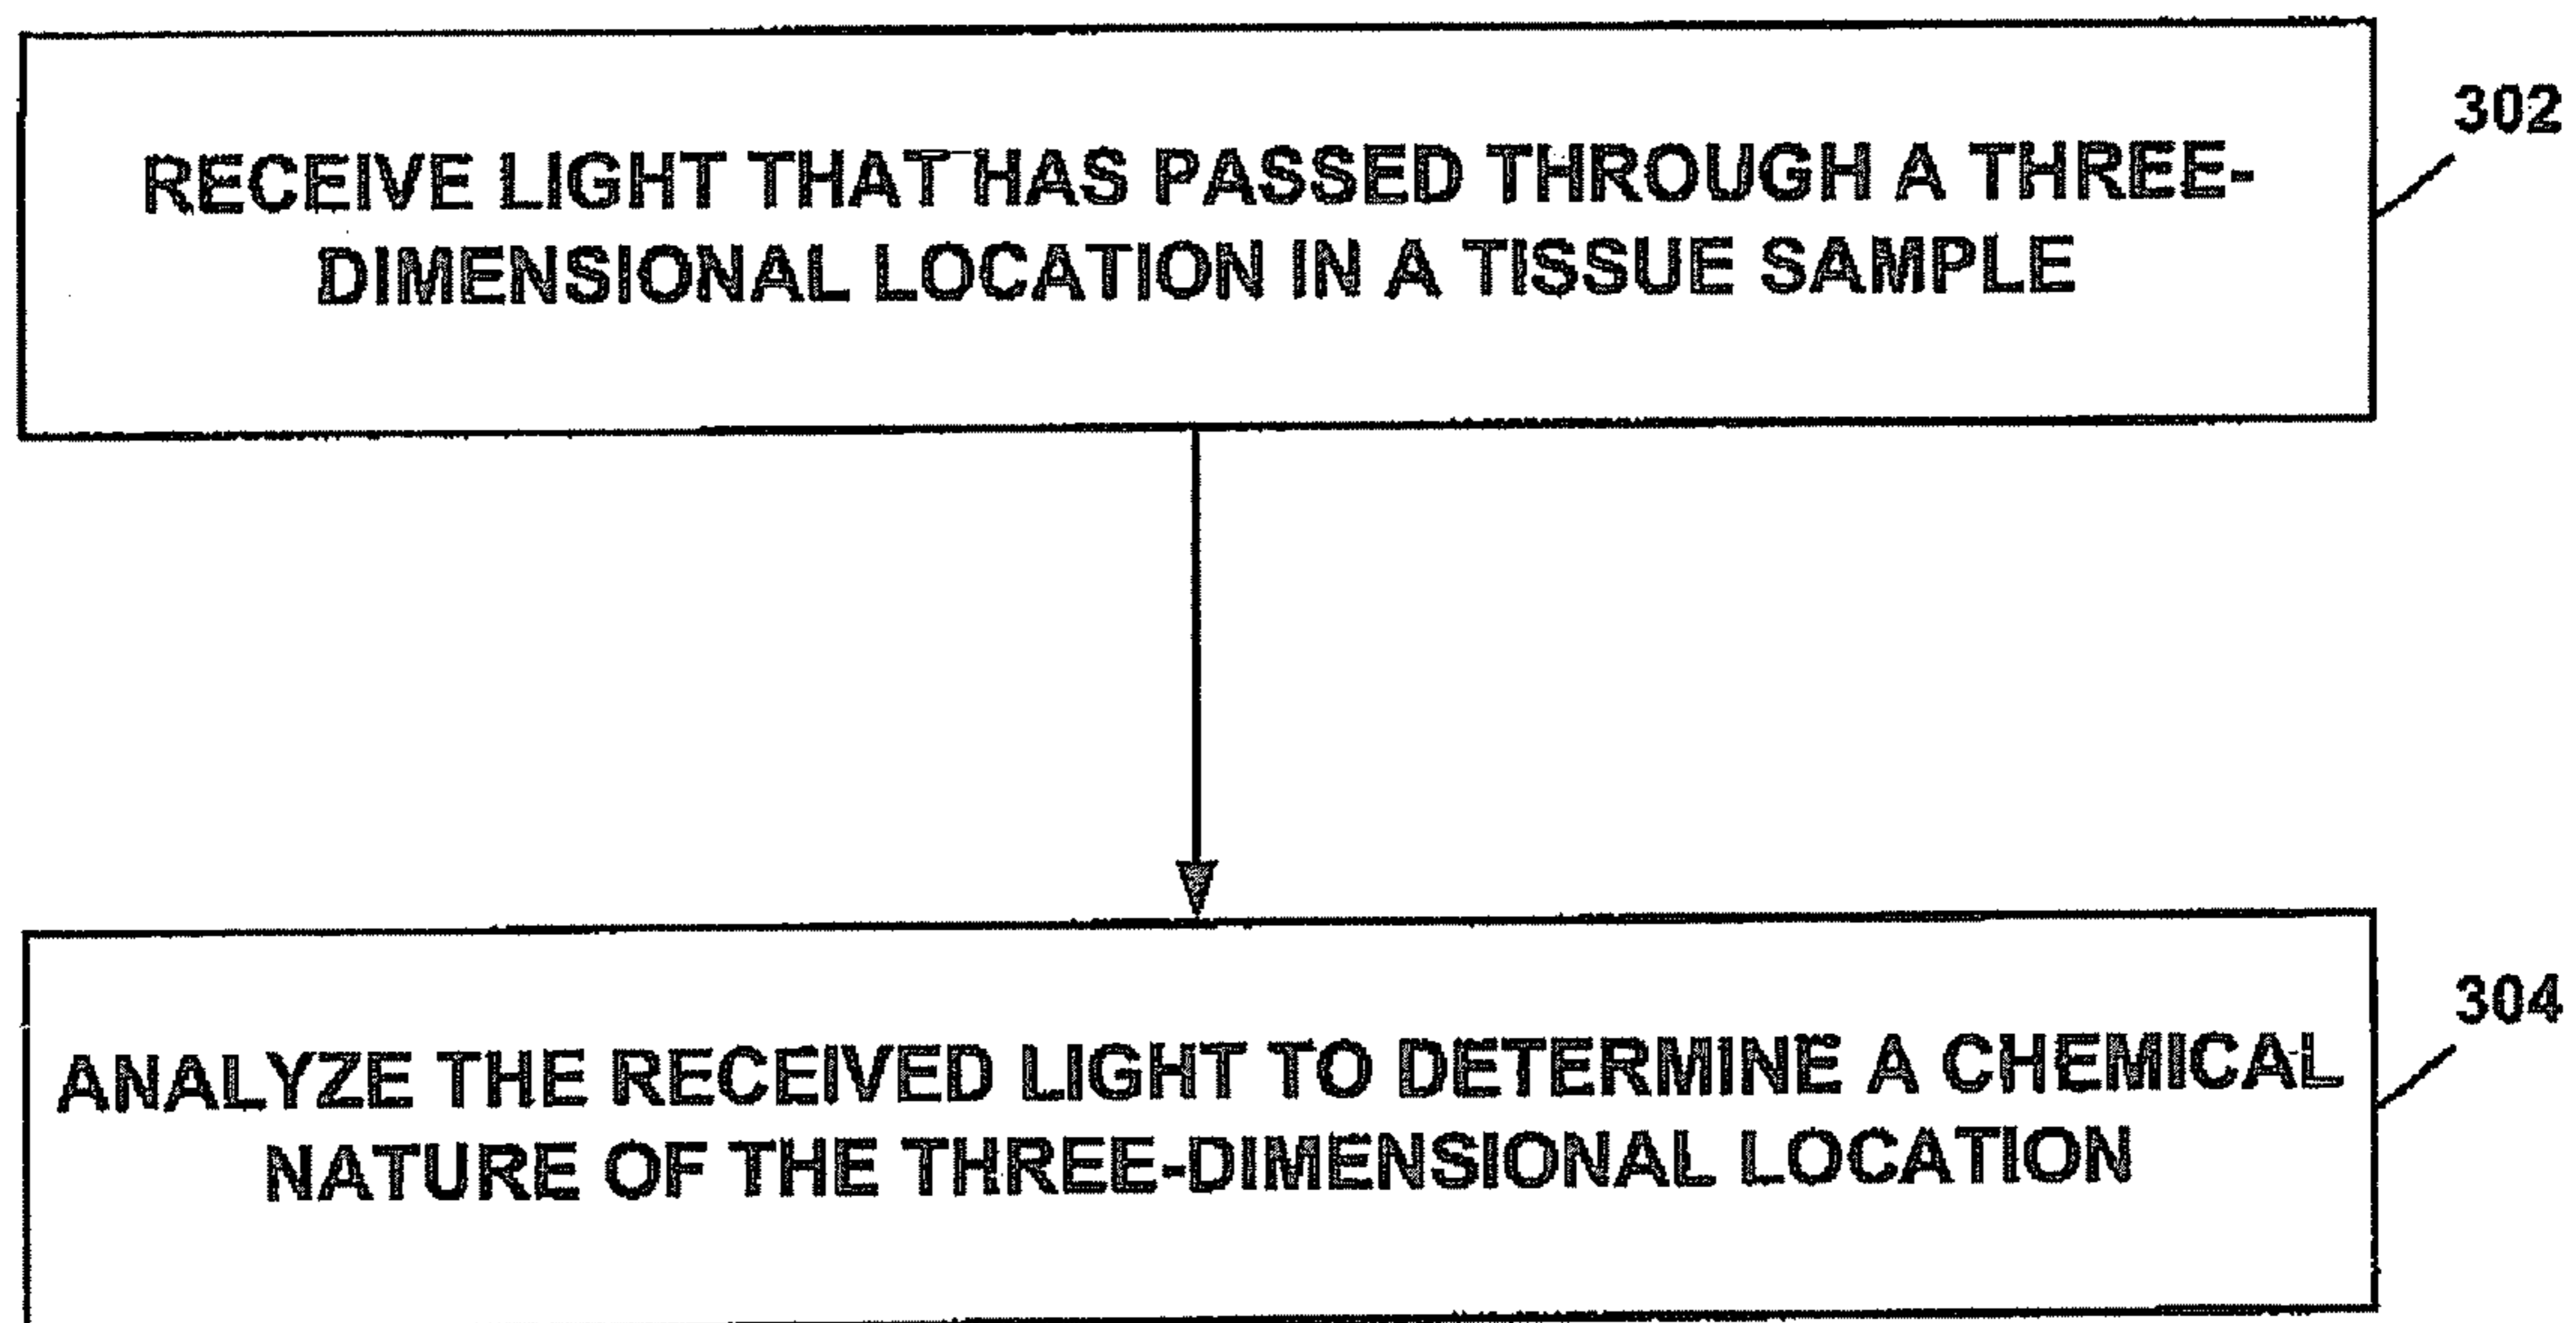 302
RECEIVE LIGHT THAT HAS PASSED THROUGH A THREE-
DIMENSIONAL LOCATION IN A TISSUE SAMPLE
304
ANALYZE THE RECEIVED LIGHT TO DETERMINE A CHEMICAL
NATURE OF THE THREE-DIMENSIONAL LOCATION